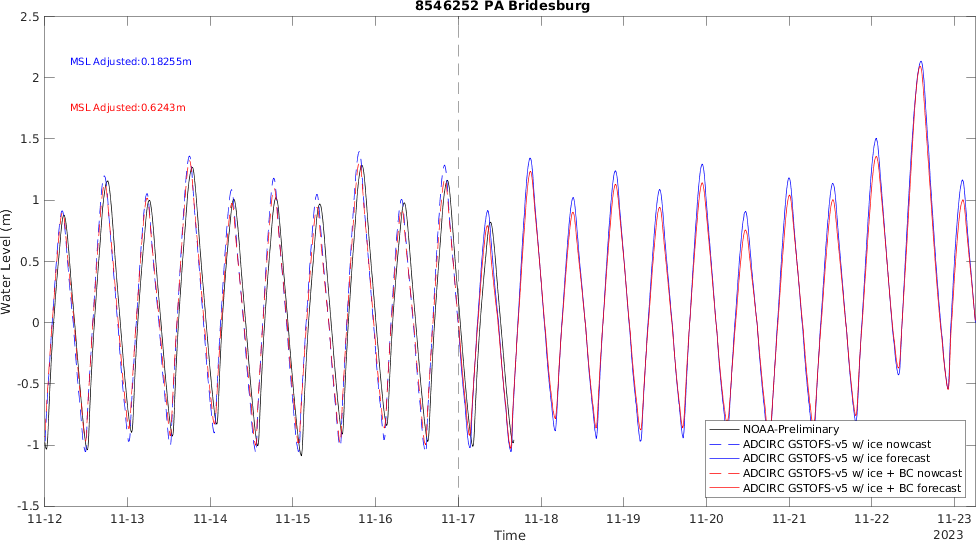 8546252 PA Bridesburg
2.5
2
1.5
1
0.5
0
-0.5
-1
-1.5
Water Level (m)
MSL Adjusted:0.18255m
MSL Adjusted:0.6243m
NOAA-Preliminary
ADCIRC GSTOFS-v5 w/ ice nowcast
ADCIRC GSTOFS-v5 w/ ice forecast
ADCIRC GSTOFS-v5 w/ ice + BC nowcast
ADCIRC GSTOFS-v5 w/ ice + BC forecast
11-12 11-13 11-14 11-15 11-16 11-17 11-18 11-19 11-20 11-21 11-22 11-23
Time
2023